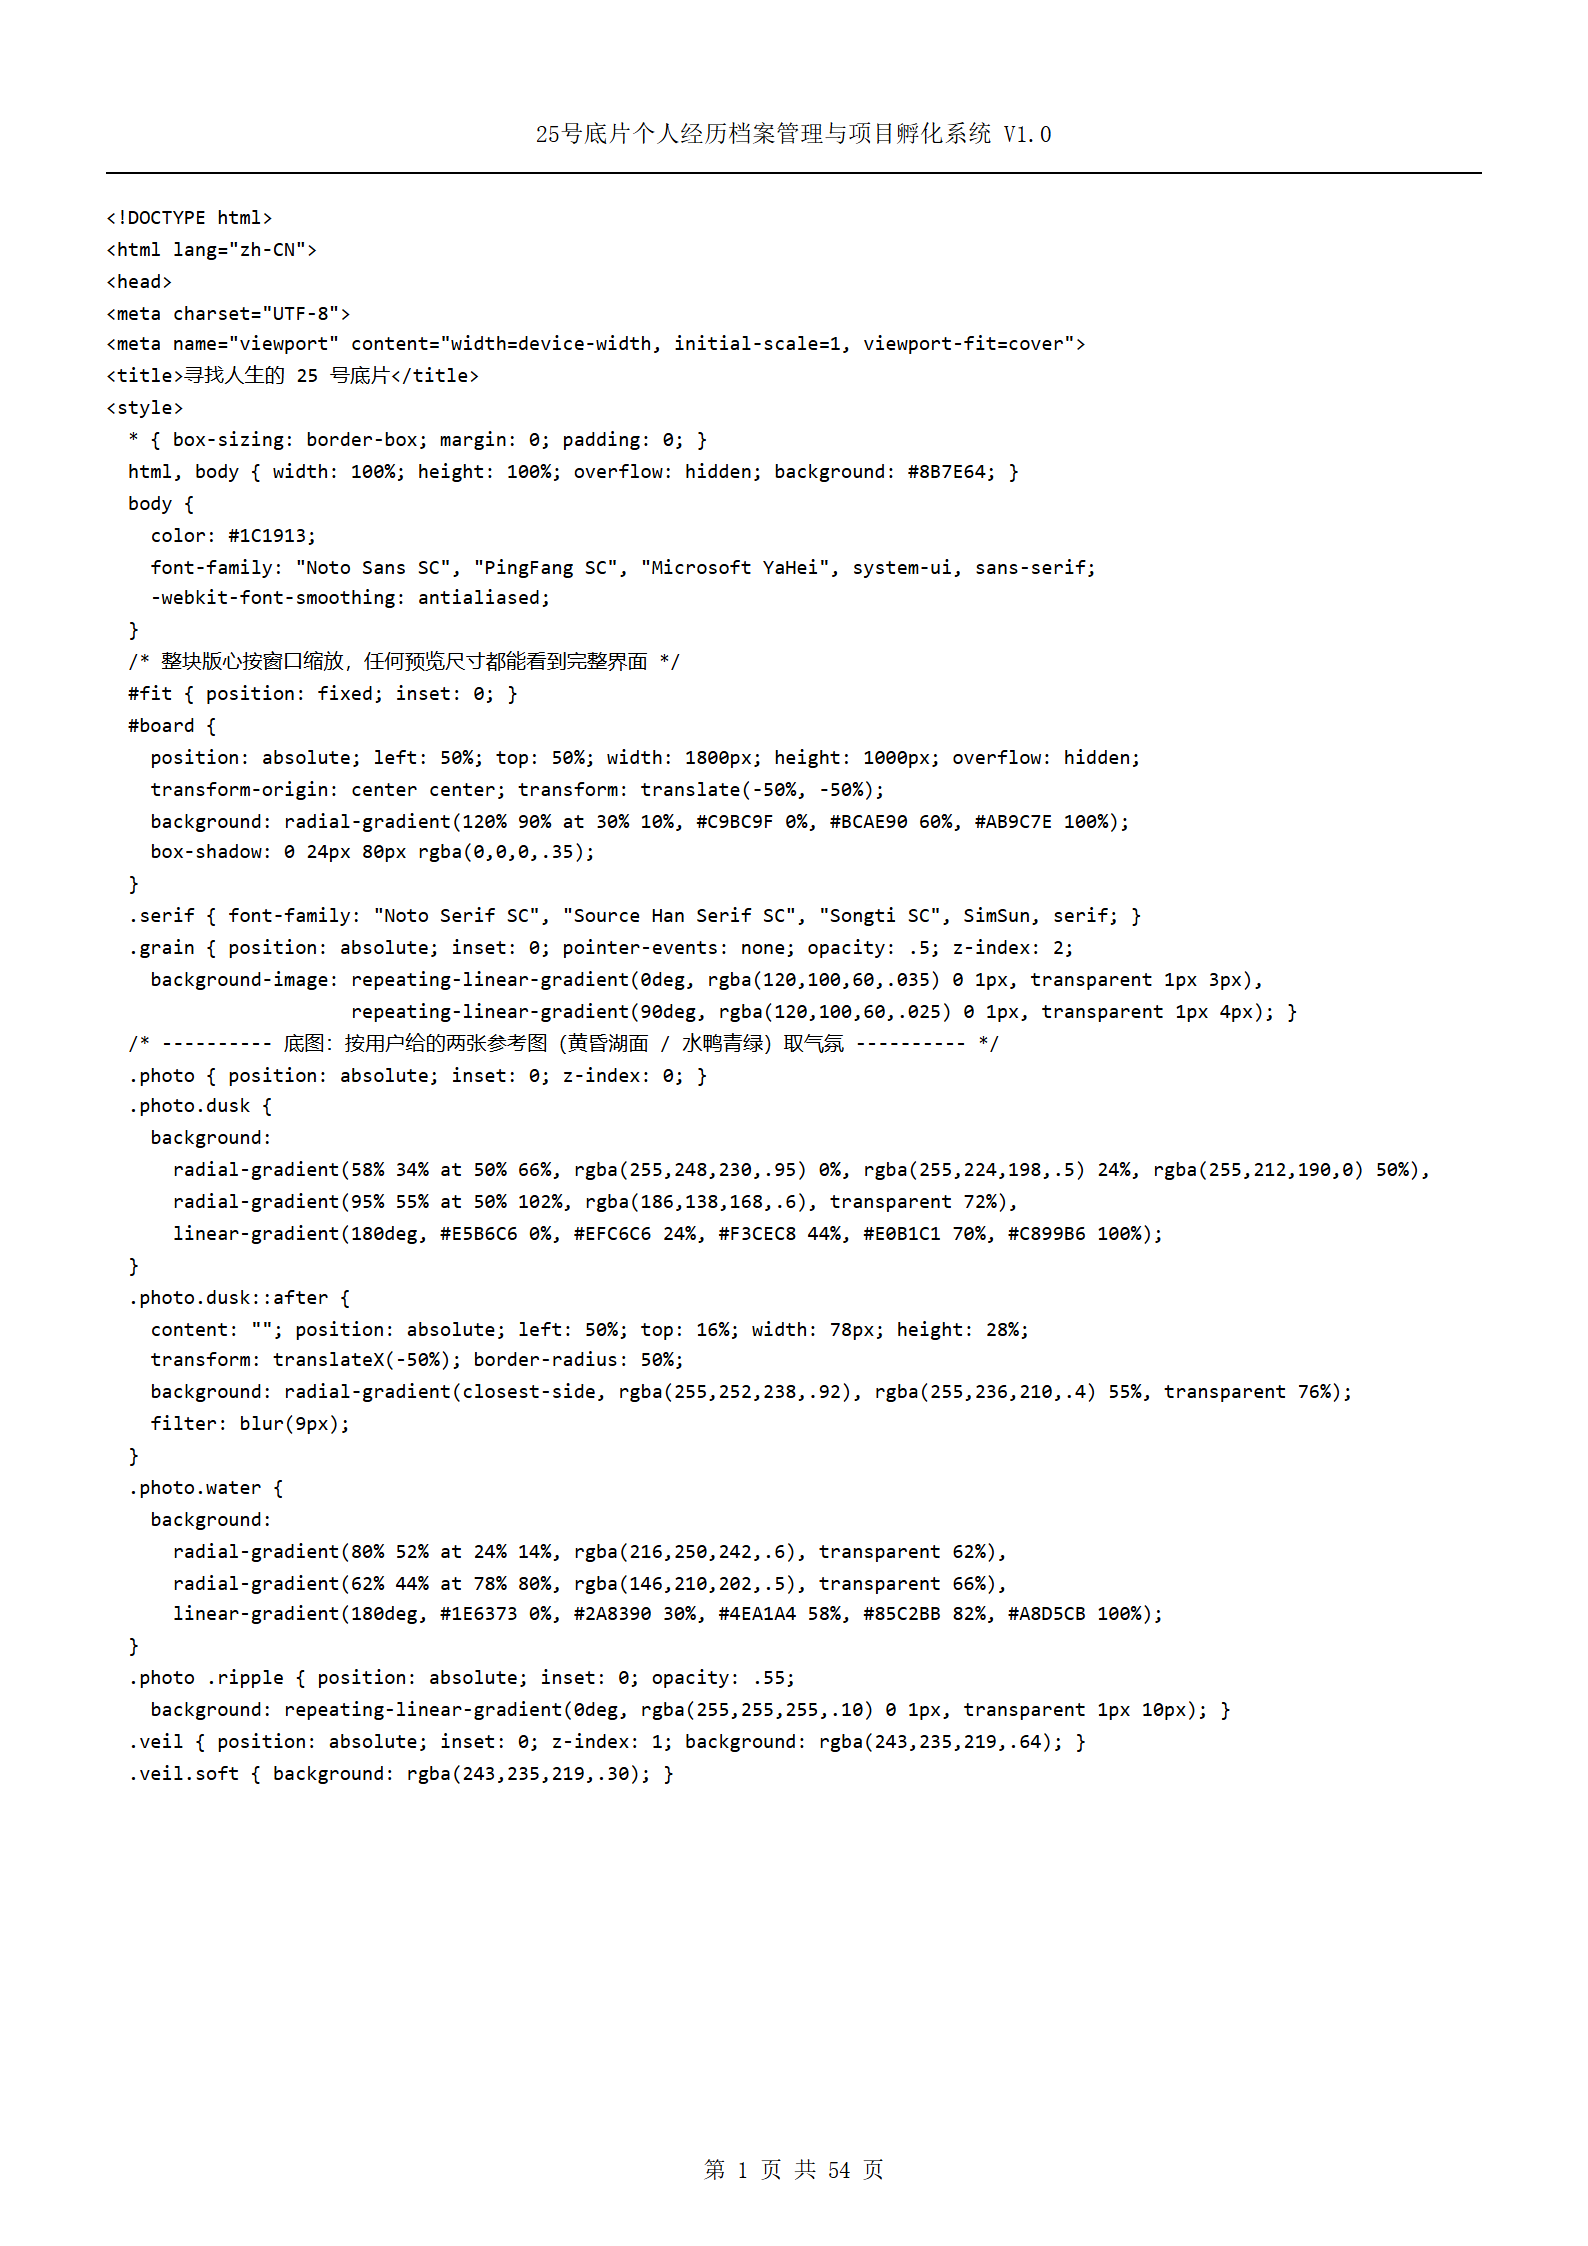 25号底片个人经历档案管理与项目孵化系统 V1.0
<!DOCTYPE html>
<html lang="zh-CN">
<head>
<meta charset="UTF-8">
<meta name="viewport" content="width=device-width, initial-scale=1, viewport-fit=cover">
<title>寻找人生的 25 号底片</title>
<style>
  * { box-sizing: border-box; margin: 0; padding: 0; }
  html, body { width: 100%; height: 100%; overflow: hidden; background: #8B7E64; }
  body {
    color: #1C1913;
    font-family: "Noto Sans SC", "PingFang SC", "Microsoft YaHei", system-ui, sans-serif;
    -webkit-font-smoothing: antialiased;
  }
  /* 整块版心按窗口缩放，任何预览尺寸都能看到完整界面 */
  #fit { position: fixed; inset: 0; }
  #board {
    position: absolute; left: 50%; top: 50%; width: 1800px; height: 1000px; overflow: hidden;
    transform-origin: center center; transform: translate(-50%, -50%);
    background: radial-gradient(120% 90% at 30% 10%, #C9BC9F 0%, #BCAE90 60%, #AB9C7E 100%);
    box-shadow: 0 24px 80px rgba(0,0,0,.35);
  }
  .serif { font-family: "Noto Serif SC", "Source Han Serif SC", "Songti SC", SimSun, serif; }
  .grain { position: absolute; inset: 0; pointer-events: none; opacity: .5; z-index: 2;
    background-image: repeating-linear-gradient(0deg, rgba(120,100,60,.035) 0 1px, transparent 1px 3px),
                      repeating-linear-gradient(90deg, rgba(120,100,60,.025) 0 1px, transparent 1px 4px); }
  /* ---------- 底图：按用户给的两张参考图（黄昏湖面 / 水鸭青绿）取气氛 ---------- */
  .photo { position: absolute; inset: 0; z-index: 0; }
  .photo.dusk {
    background:
      radial-gradient(58% 34% at 50% 66%, rgba(255,248,230,.95) 0%, rgba(255,224,198,.5) 24%, rgba(255,212,190,0) 50%),
      radial-gradient(95% 55% at 50% 102%, rgba(186,138,168,.6), transparent 72%),
      linear-gradient(180deg, #E5B6C6 0%, #EFC6C6 24%, #F3CEC8 44%, #E0B1C1 70%, #C899B6 100%);
  }
  .photo.dusk::after {
    content: ""; position: absolute; left: 50%; top: 16%; width: 78px; height: 28%;
    transform: translateX(-50%); border-radius: 50%;
    background: radial-gradient(closest-side, rgba(255,252,238,.92), rgba(255,236,210,.4) 55%, transparent 76%);
    filter: blur(9px);
  }
  .photo.water {
    background:
      radial-gradient(80% 52% at 24% 14%, rgba(216,250,242,.6), transparent 62%),
      radial-gradient(62% 44% at 78% 80%, rgba(146,210,202,.5), transparent 66%),
      linear-gradient(180deg, #1E6373 0%, #2A8390 30%, #4EA1A4 58%, #85C2BB 82%, #A8D5CB 100%);
  }
  .photo .ripple { position: absolute; inset: 0; opacity: .55;
    background: repeating-linear-gradient(0deg, rgba(255,255,255,.10) 0 1px, transparent 1px 10px); }
  .veil { position: absolute; inset: 0; z-index: 1; background: rgba(243,235,219,.64); }
  .veil.soft { background: rgba(243,235,219,.30); }
第 1 页 共 54 页